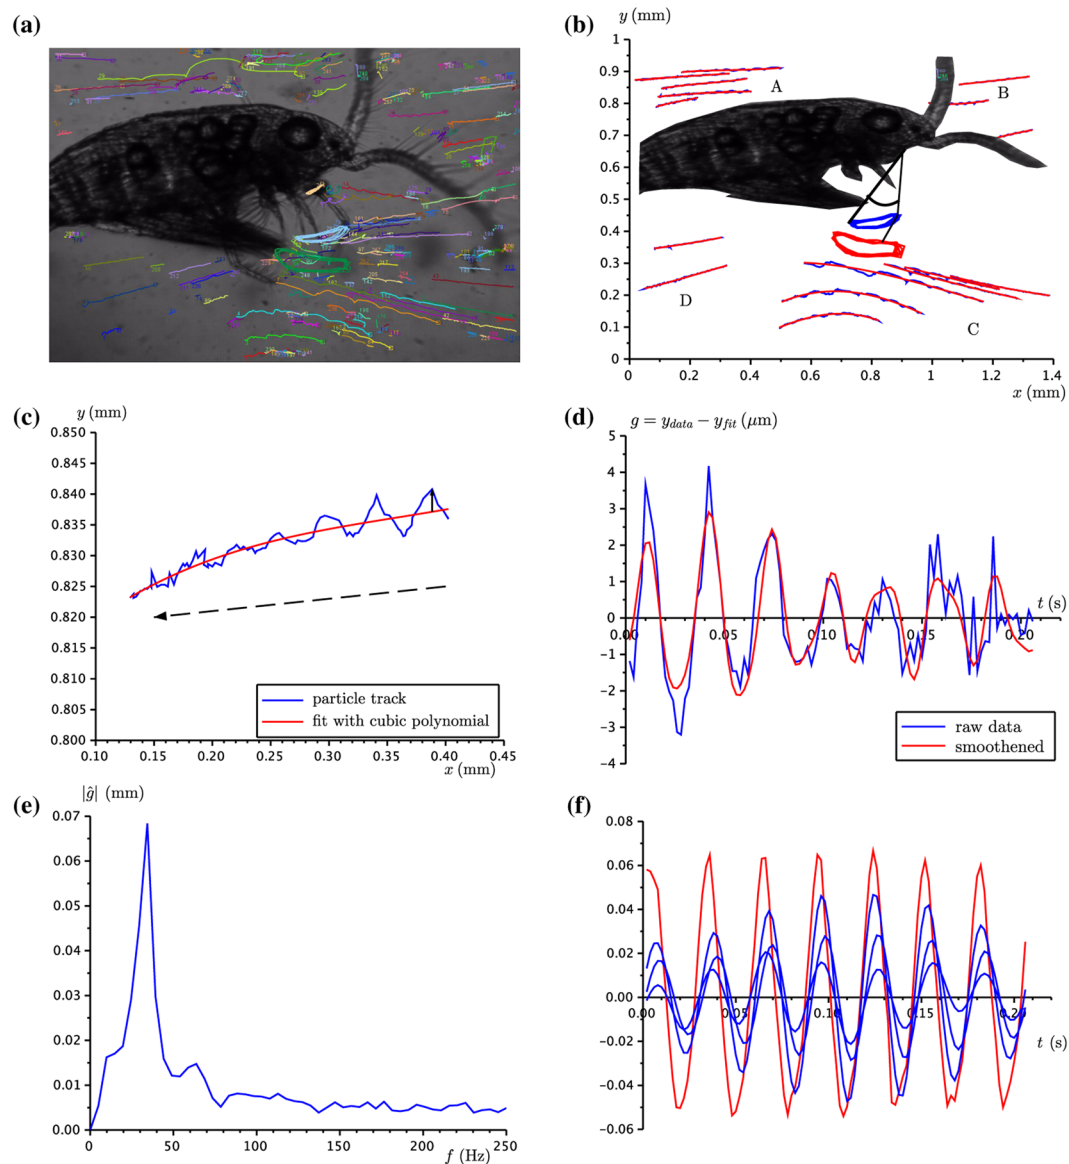 (a)
(b)
y (mm)
1
0.9
0.8
0.7
0.6
0.5
0.4
0.3
0.2
0.1
0
A
B
C
D
0 0.2 0.4 0.6 0.8 1 1.2 1.4
x (mm)
(c)
y (mm)
0.850
0.845
0.840
0.835
0.830
0.825
0.820
0.815
0.810
0.805
0.800
particle track
fit with cubic polynomial
0.10 0.15 0.20 0.25 0.30 0.35 0.40 0.45
x (mm)
(d)
g = y_data − y_fit (μm)
5
4
3
2
1
0
−1
−2
−3
−4
0.00 0.05 0.10 0.15 0.20
t (s)
raw data
smoothened
(e)
|ĝ| (mm)
0.07
0.06
0.05
0.04
0.03
0.02
0.01
0.00
0 50 100 150 200 250
f (Hz)
(f)
0.08
0.06
0.04
0.02
0.00
−0.02
−0.04
−0.06
0.00 0.05 0.10 0.15 0.20
t (s)